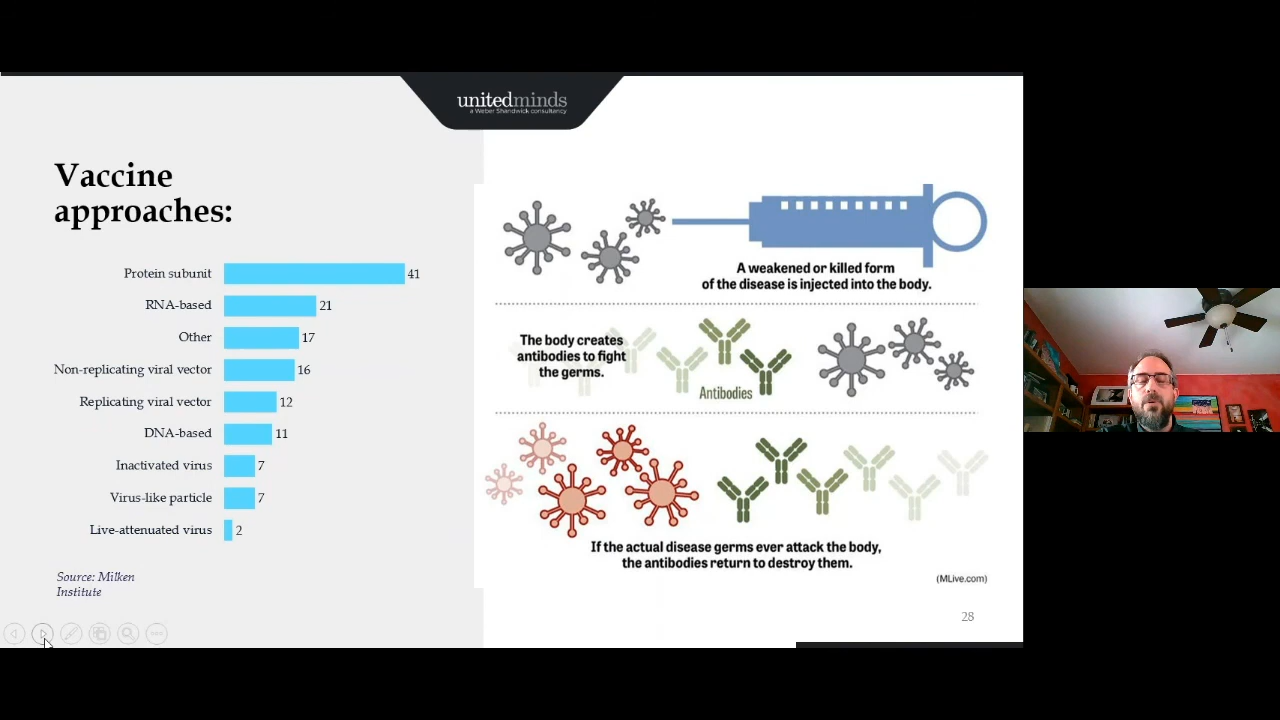 unitedminds
a Weber Shandwick consultancy
Vaccine
approaches:
Protein subunit 41
RNA-based 21
Other 17
Non-replicating viral vector 16
Replicating viral vector 12
DNA-based 11
Inactivated virus 7
Virus-like particle 7
Live-attenuated virus 2
Source: Milken
Institute
A weakened or killed form
of the disease is injected into the body.
The body creates
antibodies to fight
the germs.
Antibodies
If the actual disease germs ever attack the body,
the antibodies return to destroy them.
(MLive.com)
28